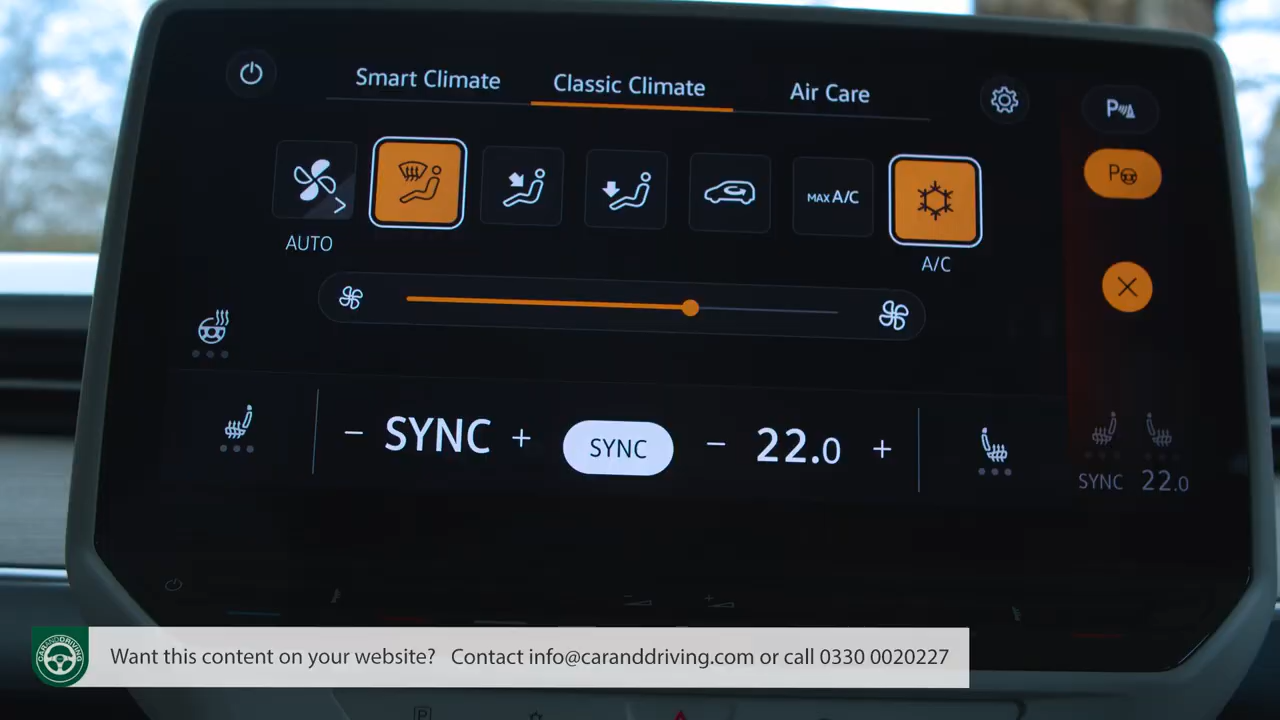 Smart Climate
Classic Climate
Air Care
P
MAX A/C
P
AUTO
A/C
SYNC
SYNC
22.0
SYNC 22.0
CARANDDRIVING
Want this content on your website? Contact info@caranddriving.com or call 0330 0020227
P